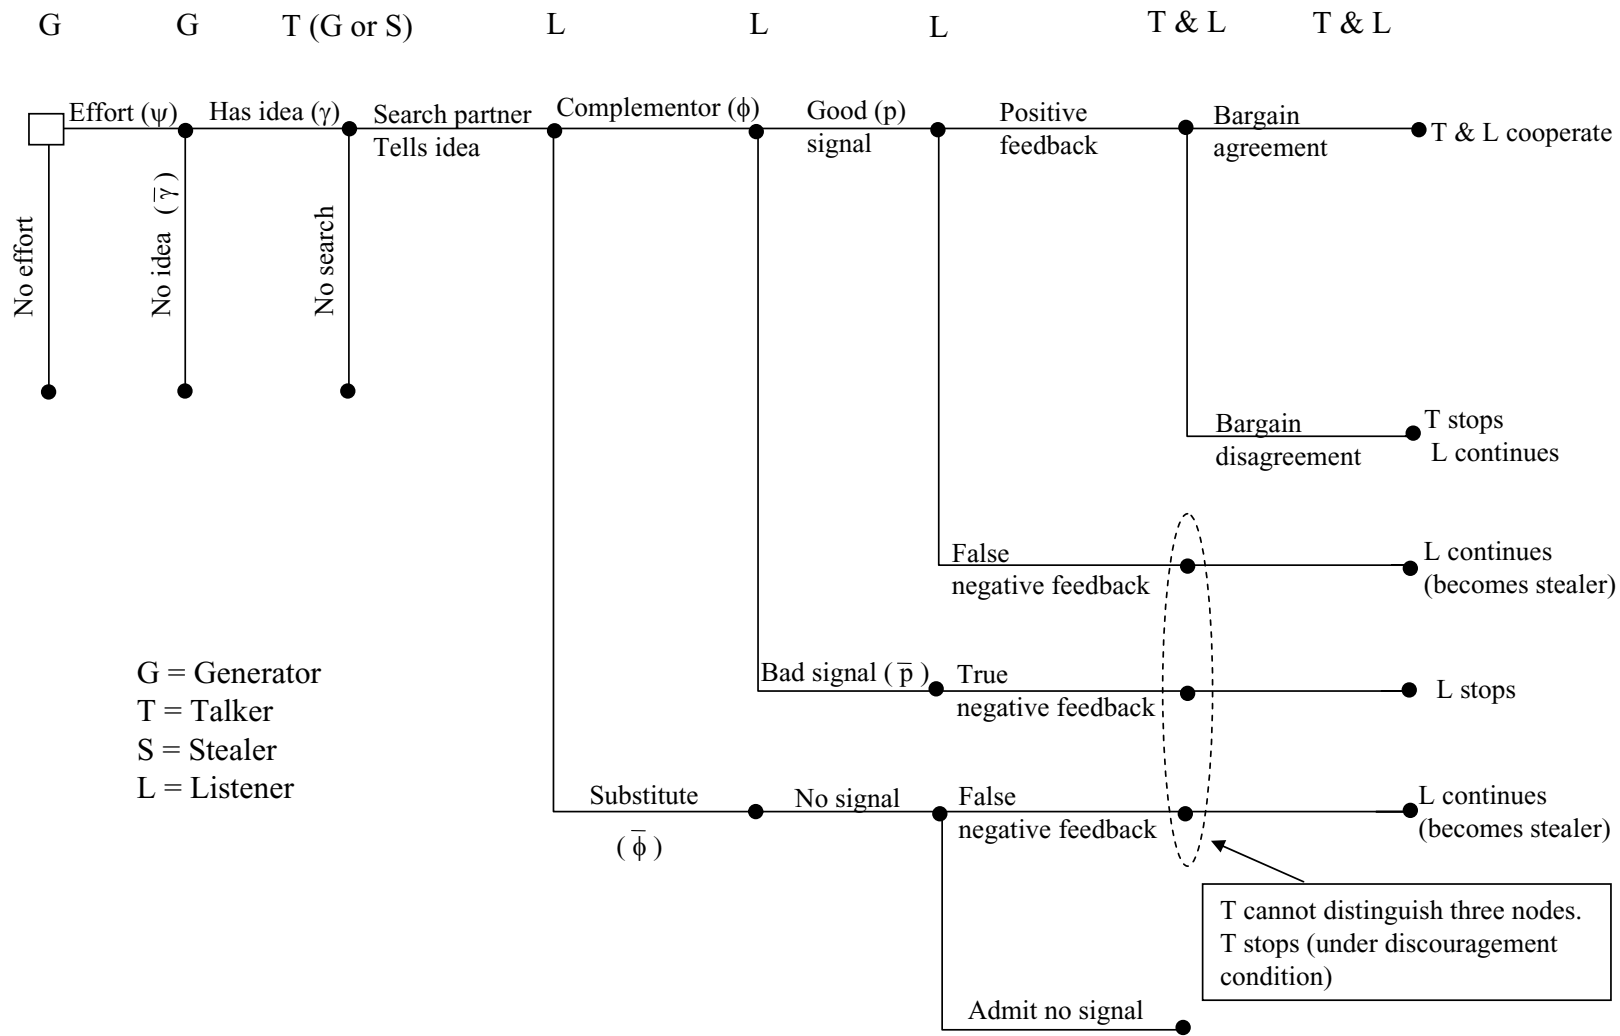 G G T (G or S) L L L T & L T & L
Effort (ψ) Has idea (γ) Search partner Complementor (ϕ) Good (p) Positive Bargain
Tells idea signal feedback agreement T & L cooperate
No effort
No idea (γ̅)
No search
Bargain T stops
disagreement L continues
False L continues
negative feedback (becomes stealer)
G = Generator
T = Talker
S = Stealer
L = Listener
Bad signal (p̅) True L stops
negative feedback
Substitute No signal False L continues
(ϕ̅) negative feedback (becomes stealer)
T cannot distinguish three nodes.
T stops (under discouragement
condition)
Admit no signal